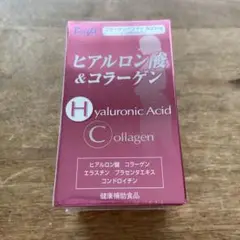 ヒアルロン酸
&コラーゲン
Hyaluronic Acid
Collagen
ヒアルロン酸 コラーゲン
エラスチン プラセンタエキス
コンドロイチン
健康補助食品